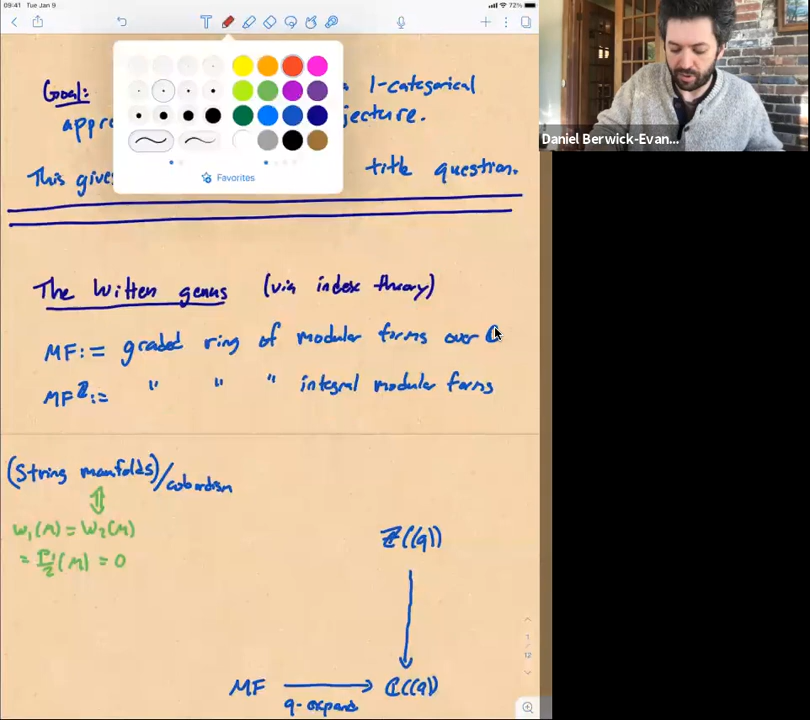 09:41 Tue Jan 9
72%
Goal: 1-categorical
appr jecture.
This give title question.
Favorites
Daniel Berwick-Evan...
The Witten genus (via index theory)
MF := graded ring of modular forms over ℂ
MF^ℤ := " " " integral modular forms
(String manifolds)/cobordism
⇕
w₁(M) = w₂(M)
= p₁/2 (M) = 0
ℤ((q))
MF ⟶ ℂ((q))
q-expand
1
12